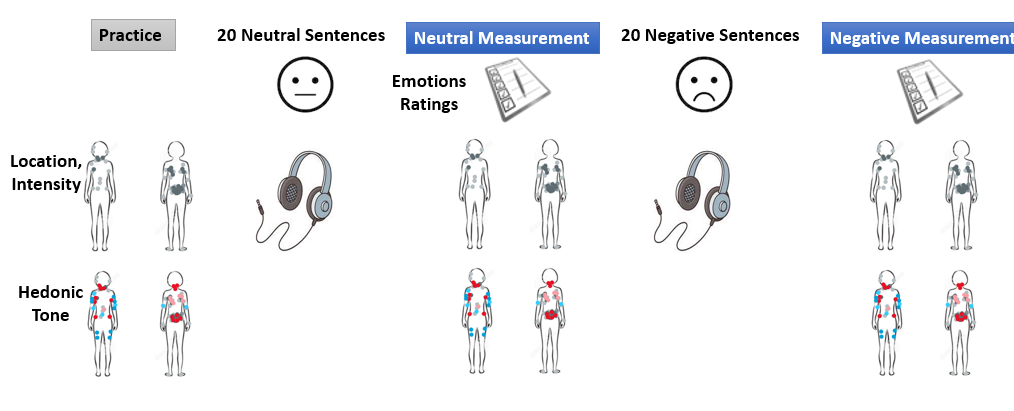 Practice
20 Neutral Sentences
Neutral Measurement
20 Negative Sentences
Negative Measurement
Emotions
Ratings
Location,
Intensity
Hedonic
Tone